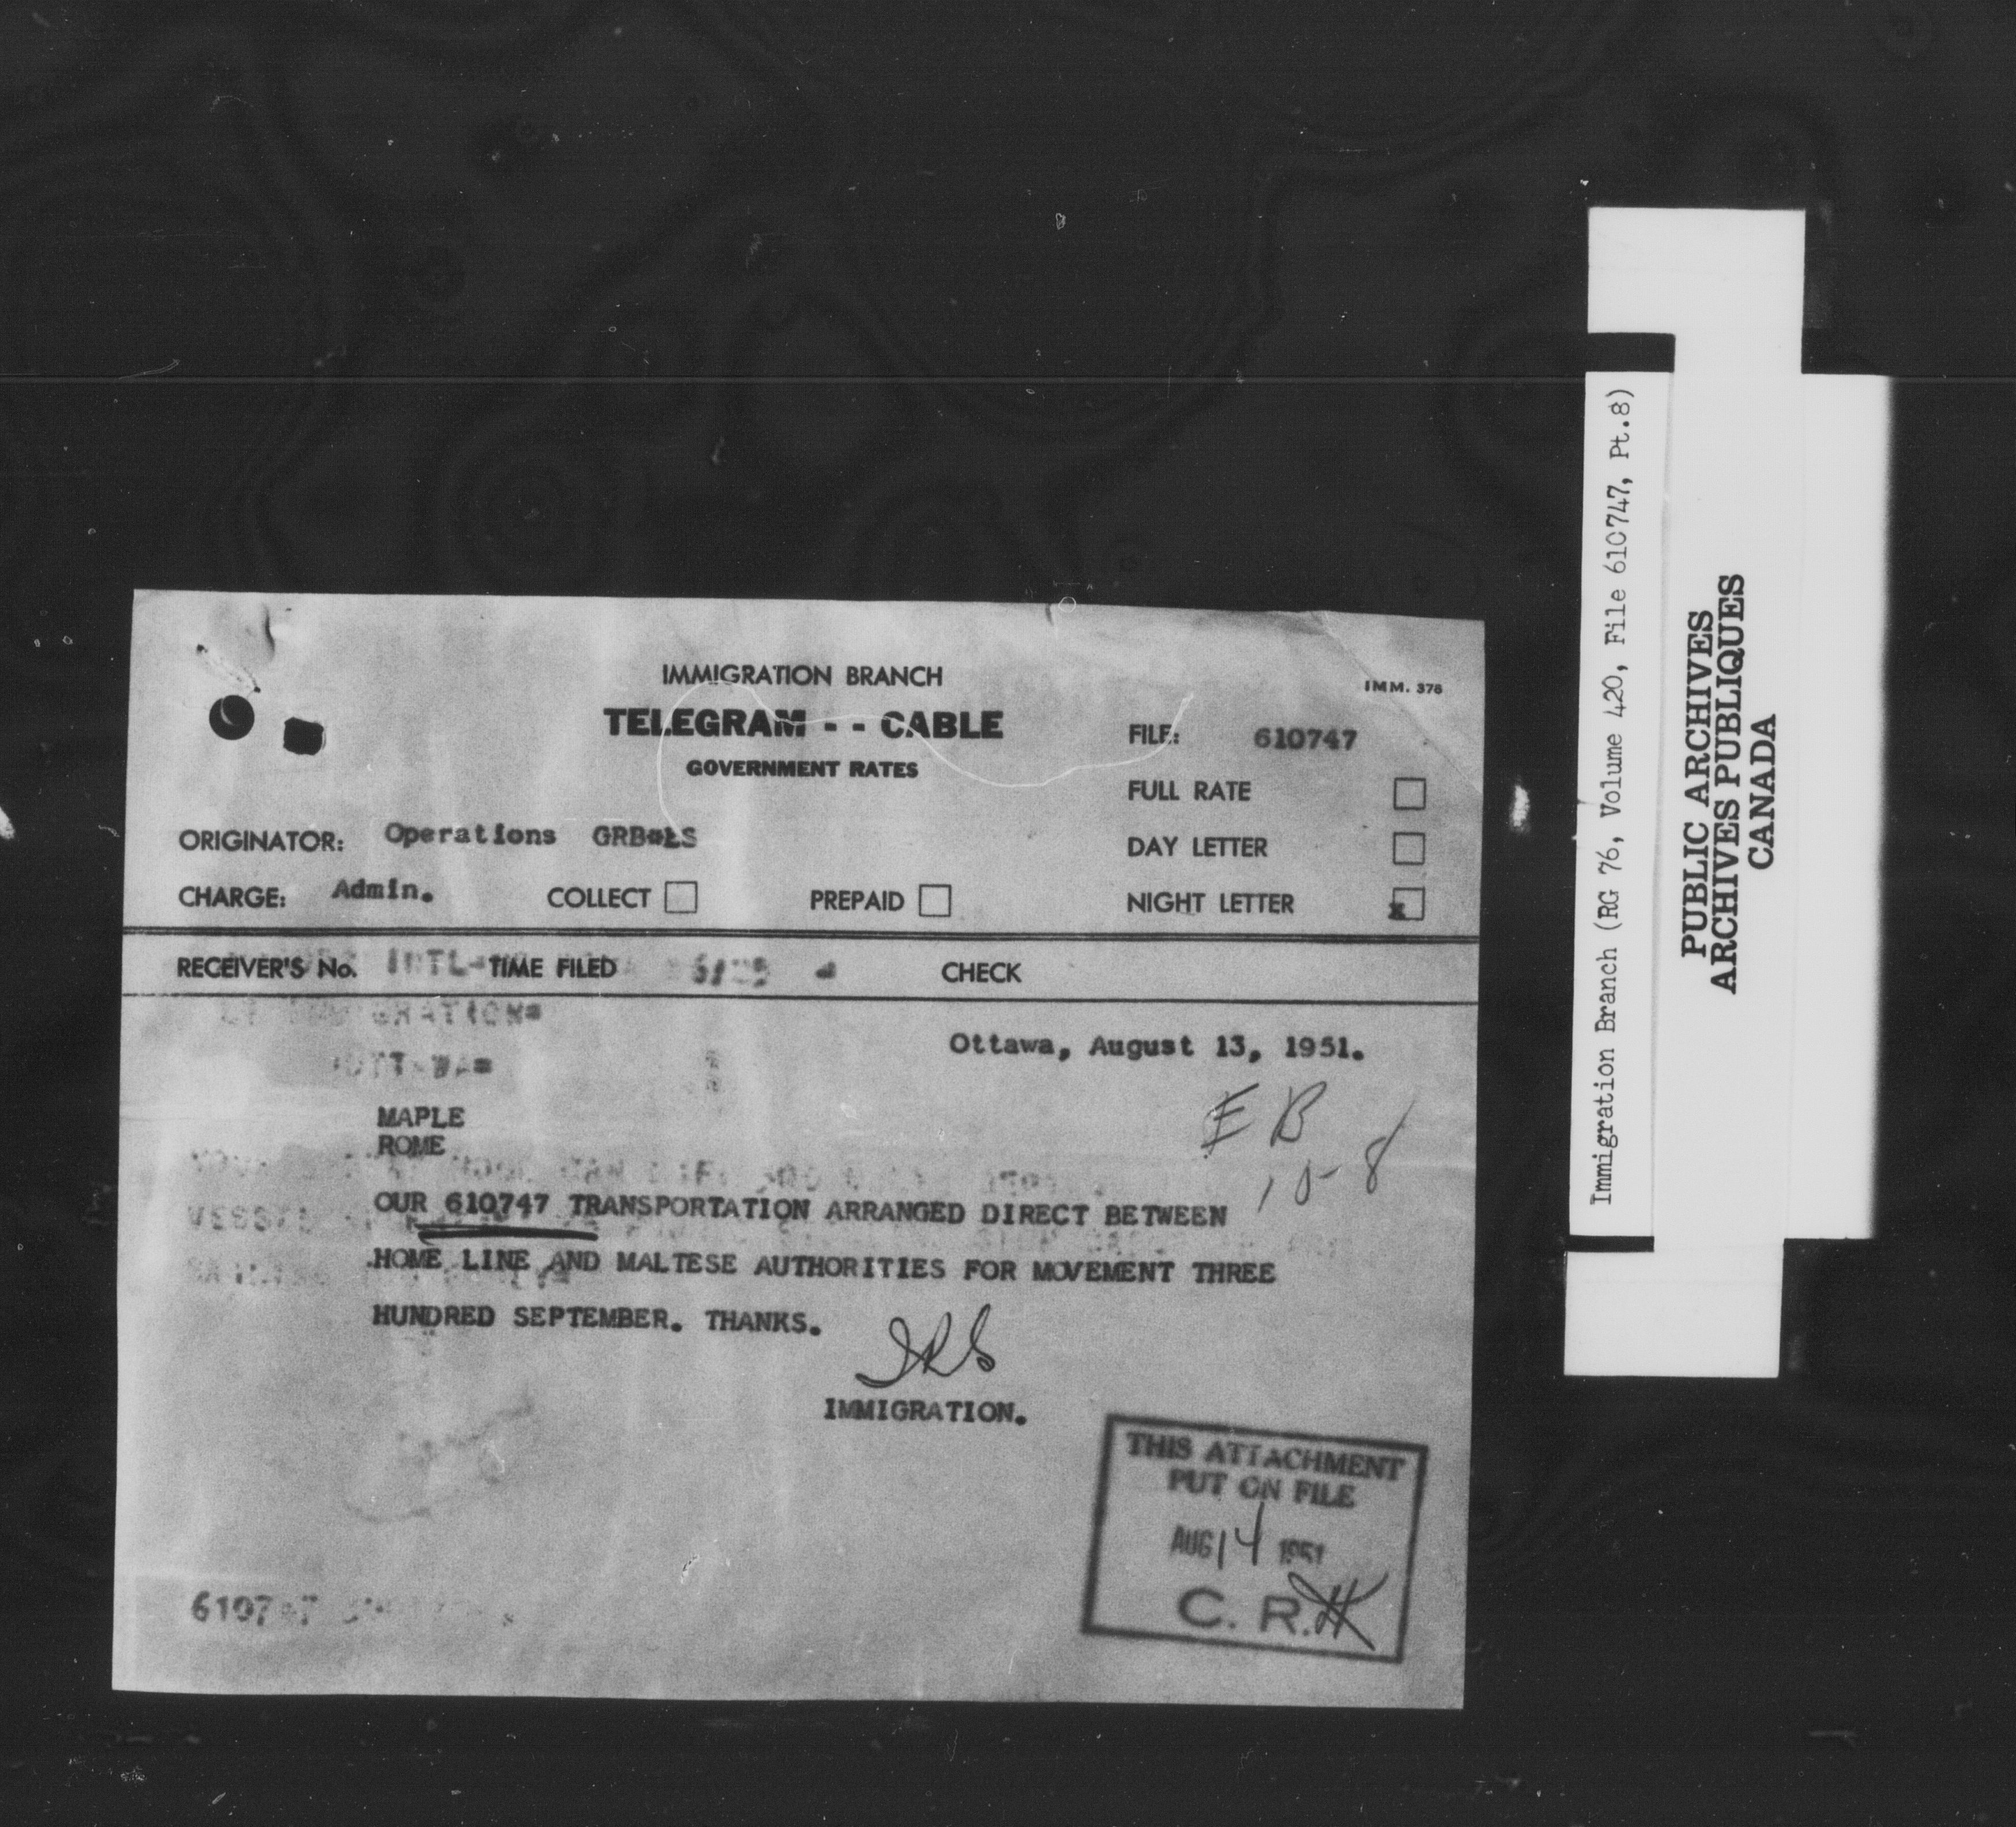 IMMIGRATION BRANCH
IMM. 376
TELEGRAM - - CABLE
GOVERNMENT RATES
FILE: 610747
FULL RATE
ORIGINATOR: Operations
DAY LETTER
CHARGE: Admin. COLLECT PREPAID
NIGHT LETTER x
RECEIVER'S No. TIME FILED CHECK
Ottawa, August 13, 1951.
MAPLE
ROME
E B
10-8
OUR 610747 TRANSPORTATION ARRANGED DIRECT BETWEEN
HOME LINE AND MALTESE AUTHORITIES FOR MOVEMENT THREE
HUNDRED SEPTEMBER. THANKS.
IMMIGRATION.
THIS ATTACHMENT
PUT ON FILE
AUG 14 1951
C. R.
Immigration Branch (RG 76, Volume 420, File 610747, Pt.8)
PUBLIC ARCHIVES
ARCHIVES PUBLIQUES
CANADA